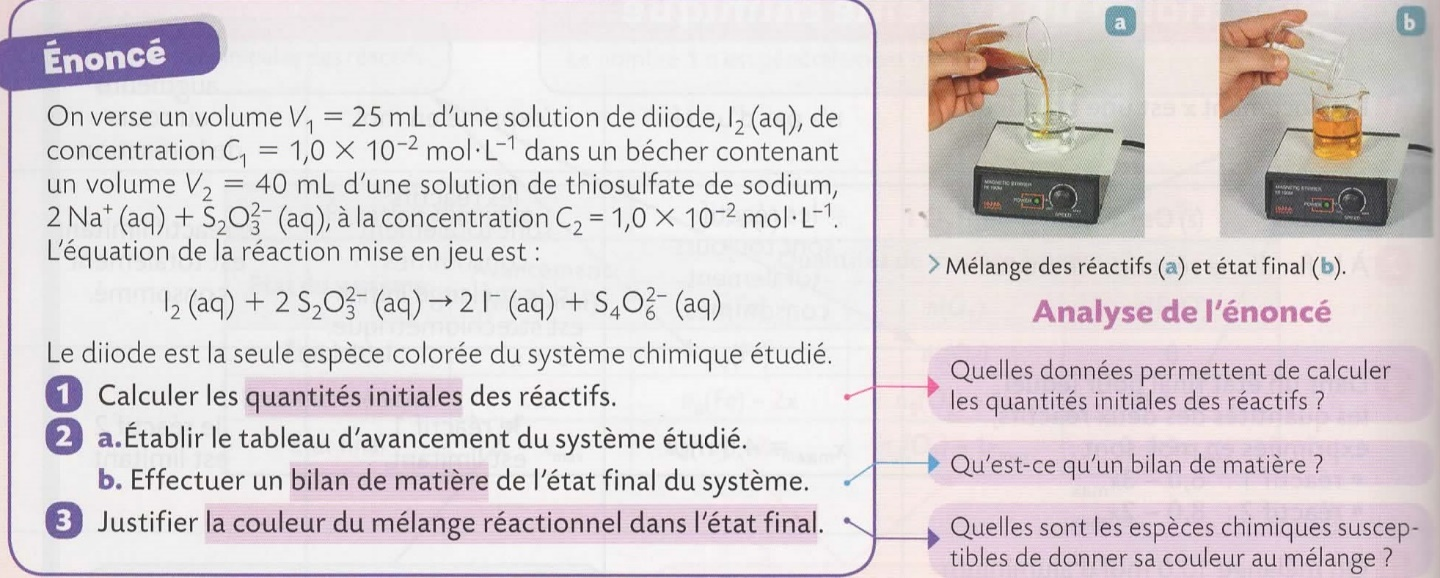 Énoncé
On verse un volume V₁ = 25 mL d'une solution de diiode, I₂ (aq), de
concentration C₁ = 1,0 × 10⁻² mol·L⁻¹ dans un bécher contenant
un volume V₂ = 40 mL d'une solution de thiosulfate de sodium,
2 Na⁺ (aq) + S₂O₃²⁻ (aq), à la concentration C₂ = 1,0 × 10⁻² mol·L⁻¹.
L'équation de la réaction mise en jeu est :
I₂ (aq) + 2 S₂O₃²⁻ (aq) → 2 I⁻ (aq) + S₄O₆²⁻ (aq)
Le diiode est la seule espèce colorée du système chimique étudié.
1 Calculer les quantités initiales des réactifs.
2 a.Établir le tableau d'avancement du système étudié.
b. Effectuer un bilan de matière de l'état final du système.
3 Justifier la couleur du mélange réactionnel dans l'état final.
a
b
MAGNETIC STIRRER
POWER
SPEED
MAGNETIC STIRRER
POWER
SPEED
> Mélange des réactifs (a) et état final (b).
Analyse de l'énoncé
Quelles données permettent de calculer
les quantités initiales des réactifs ?
Qu'est-ce qu'un bilan de matière ?
Quelles sont les espèces chimiques suscep-
tibles de donner sa couleur au mélange ?